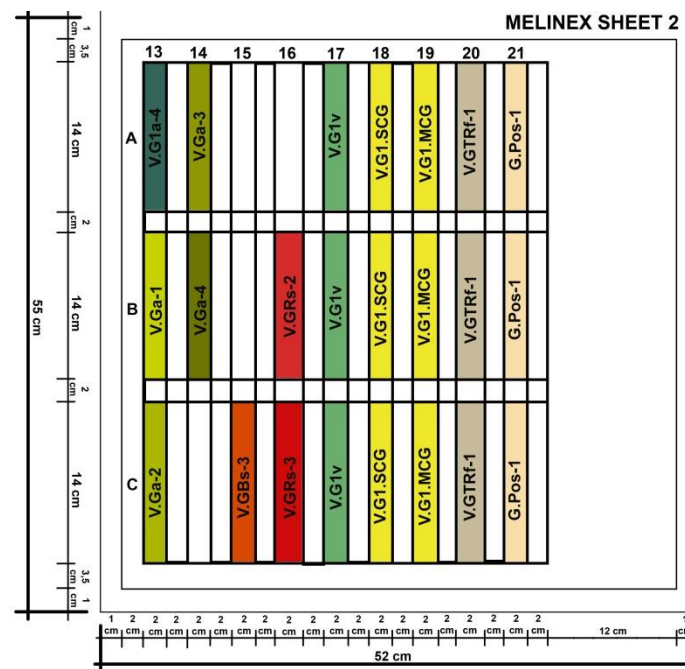 MELINEX SHEET 2
13 14 15 16 17 18 19 20 21
1
3,5
cm
A
V.G1a-4
V.Ga-3
V.G1v
V.G1.SCG
V.G1.MCG
V.GTRf-1
G.Pos-1
14 cm
2
cm
B
V.Ga-1
V.Ga-4
V.GRs-2
V.G1v
V.G1.SCG
V.G1.MCG
V.GTRf-1
G.Pos-1
14 cm
55 cm
2
cm
C
V.Ga-2
V.GBs-3
V.GRs-3
V.G1v
V.G1.SCG
V.G1.MCG
V.GTRf-1
G.Pos-1
14 cm
3,5
1
cm
1 2 2 2 2 2 2 2 2 2 2 2 2 2 2 2 2 2 2 2 1
cm cm cm cm cm cm cm cm cm cm cm cm cm cm cm cm cm cm cm cm 12 cm cm
52 cm